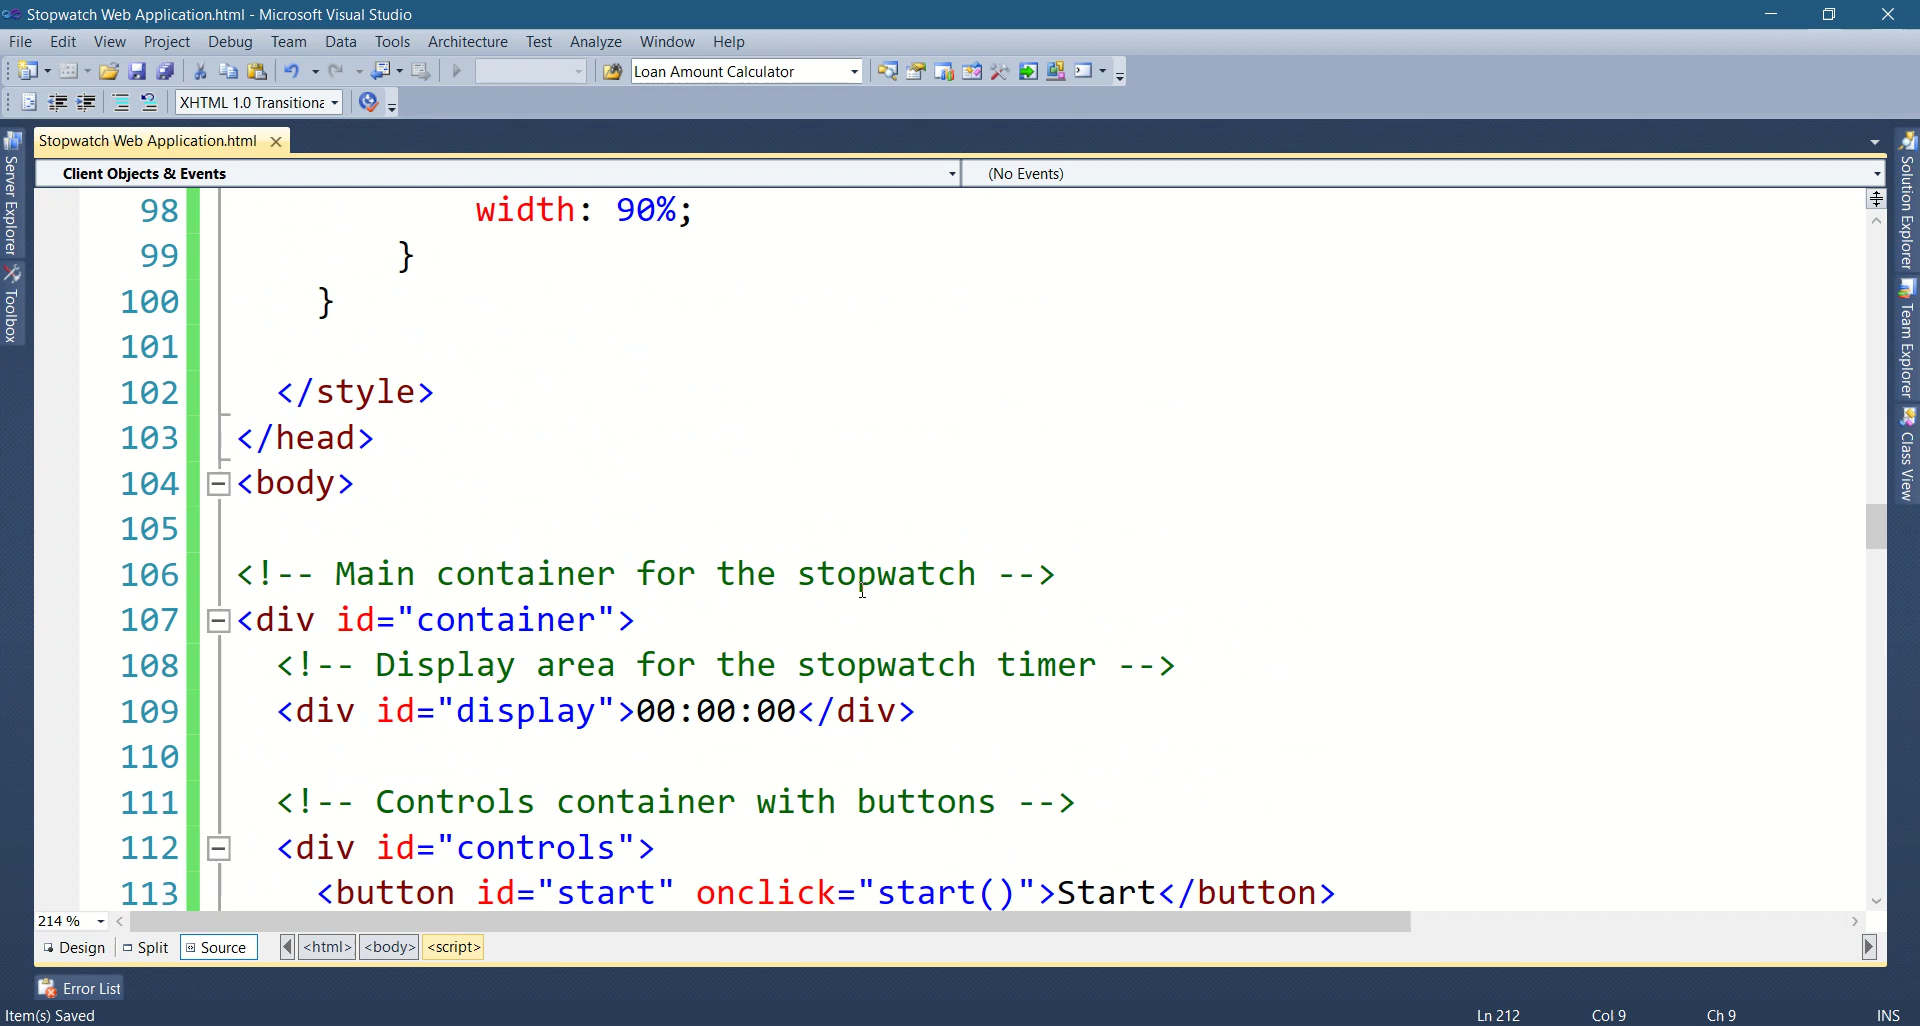 Stopwatch Web Application.html - Microsoft Visual Studio
File Edit View Project Debug Team Data Tools Architecture Test Analyze Window Help
Loan Amount Calculator
XHTML 1.0 Transitiona
Stopwatch Web Application.html
Client Objects & Events
(No Events)
Server Explorer
Toolbox
Solution Explorer
Team Explorer
Class View
98 width: 90%;
99 }
100 }
101
102 </style>
103 </head>
104 <body>
105
106 <!-- Main container for the stopwatch -->
107 <div id="container">
108 <!-- Display area for the stopwatch timer -->
109 <div id="display">00:00:00</div>
110
111 <!-- Controls container with buttons -->
112 <div id="controls">
113 <button id="start" onclick="start()">Start</button>
214 %
Design Split Source <html> <body> <script>
Error List
Item(s) Saved Ln 212 Col 9 Ch 9 INS